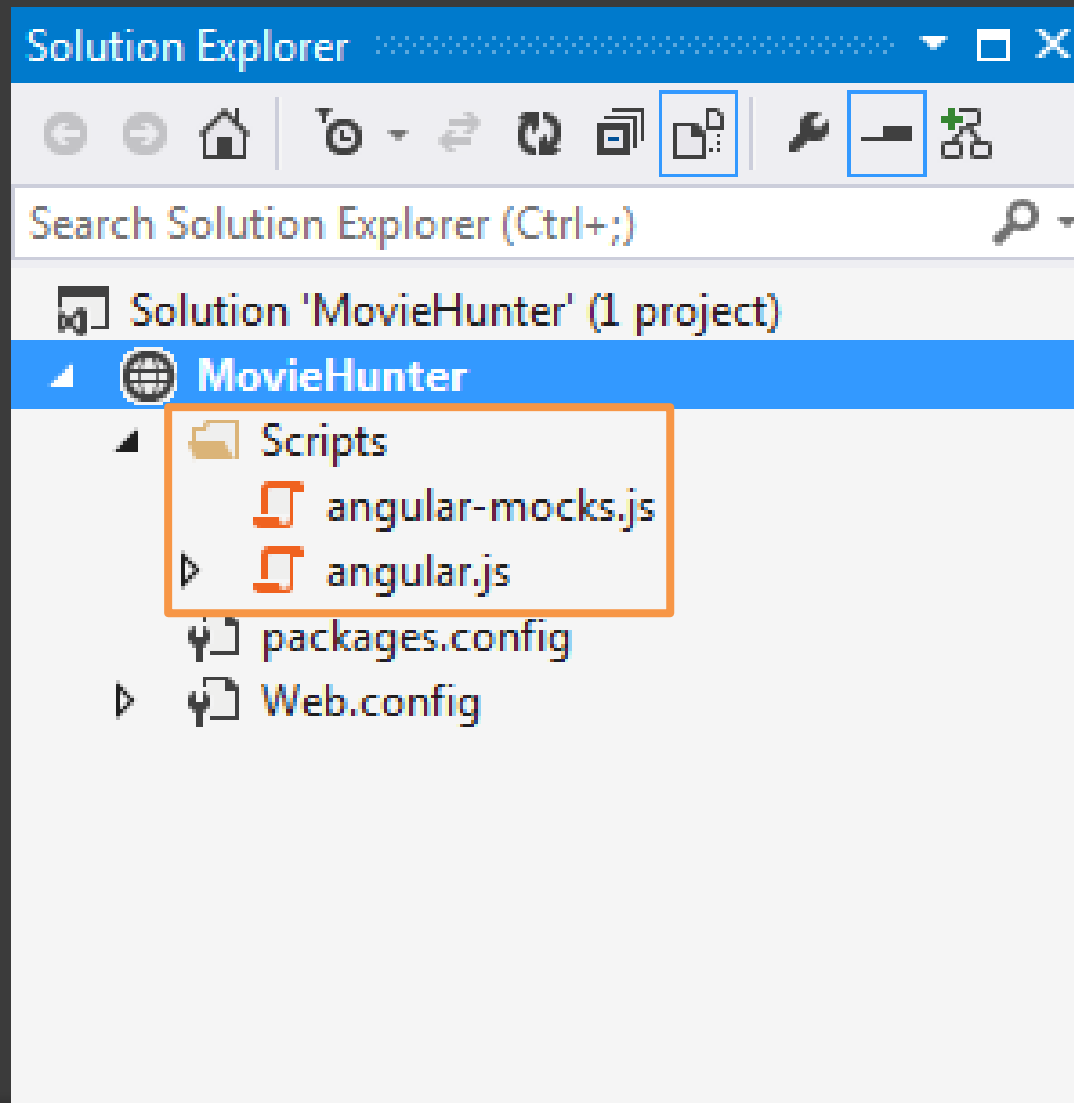 Solution Explorer
Search Solution Explorer (Ctrl+;)
Solution 'MovieHunter' (1 project)
MovieHunter
Scripts
angular-mocks.js
angular.js
packages.config
Web.config